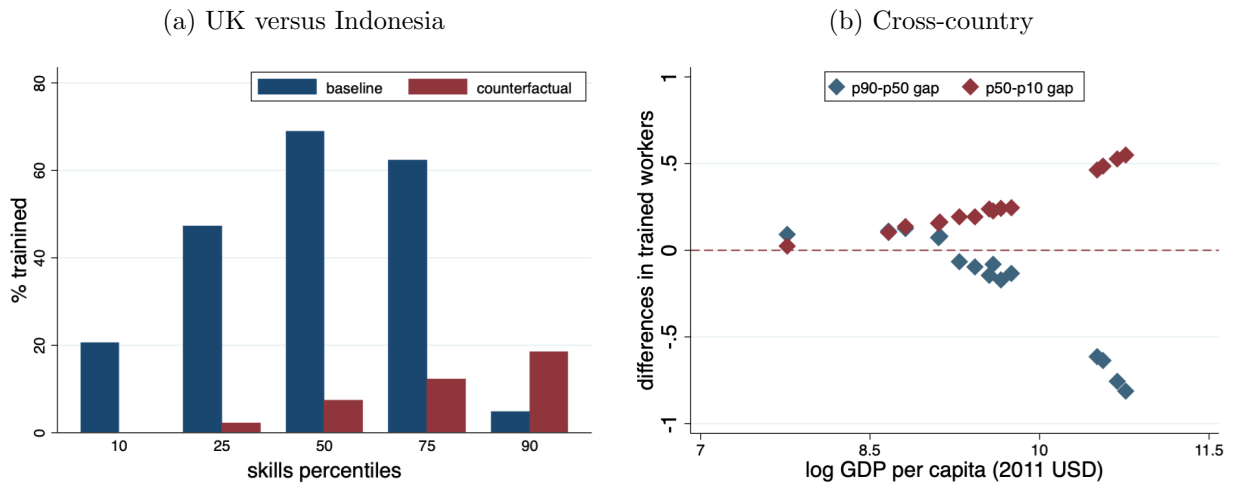 (a) UK versus Indonesia
baseline
counterfactual
80
60
40
20
0
% trainined
10 25 50 75 90
skills percentiles
(b) Cross-country
p90-p50 gap
p50-p10 gap
1
.5
0
-.5
-1
differences in trained workers
7 8.5 10 11.5
log GDP per capita (2011 USD)